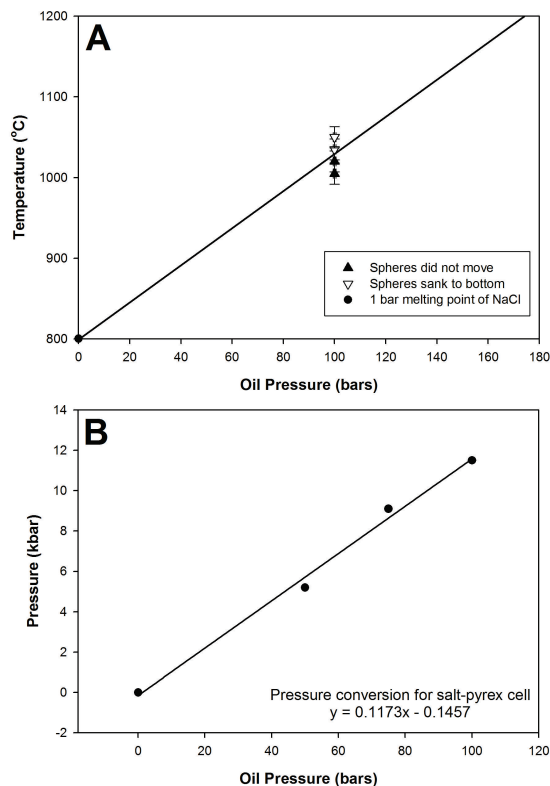 A
1200
1100
1000
900
800
Temperature (°C)
0 20 40 60 80 100 120 140 160 180
Oil Pressure (bars)
Spheres did not move
Spheres sank to bottom
1 bar melting point of NaCl
B
14
12
10
8
6
4
2
0
-2
Pressure (kbar)
Pressure conversion for salt-pyrex cell
y = 0.1173x - 0.1457
0 20 40 60 80 100 120
Oil Pressure (bars)